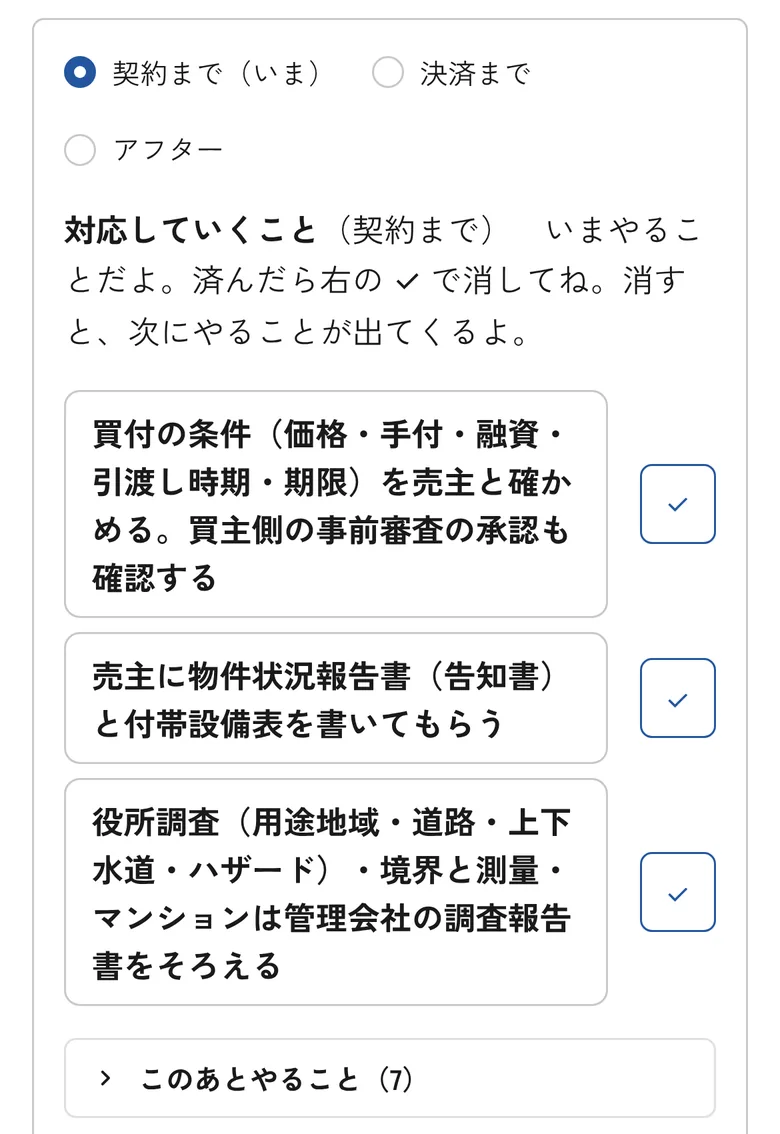 契約まで（いま） 決済まで
アフター
対応していくこと（契約まで）　いまやるこ
とだよ。済んだら右の ✓ で消してね。消す
と、次にやることが出てくるよ。
買付の条件（価格・手付・融資・
引渡し時期・期限）を売主と確か
める。買主側の事前審査の承認も
確認する
✓
売主に物件状況報告書（告知書）
と付帯設備表を書いてもらう
✓
役所調査（用途地域・道路・上下
水道・ハザード）・境界と測量・
マンションは管理会社の調査報告
書をそろえる
✓
このあとやること（7）